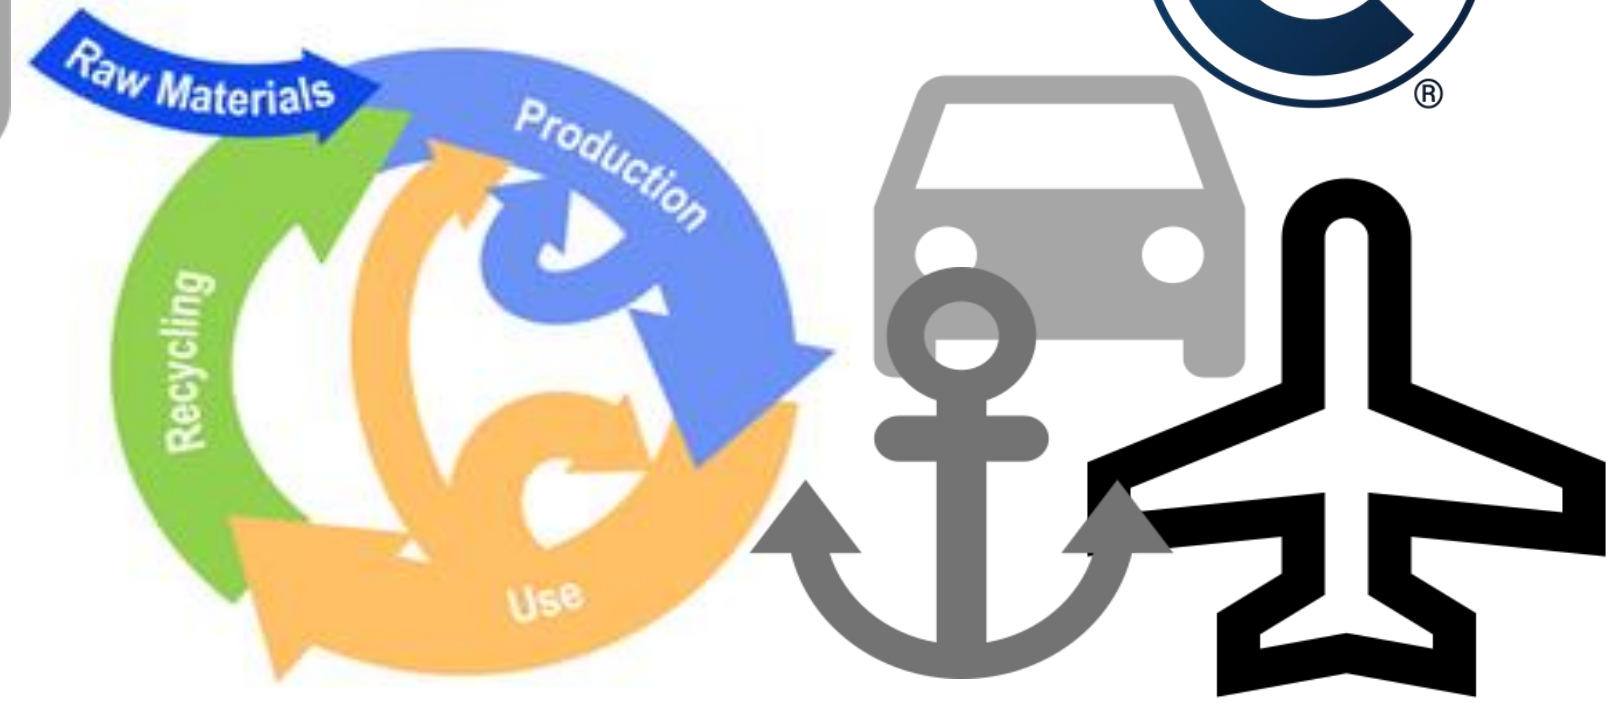 Raw Materials
Production
®
Recycling
Use